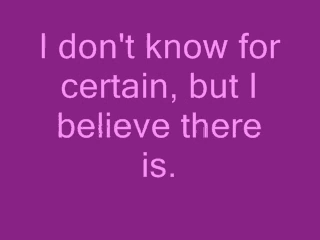 I don't know for
certain, but I
believe there
is.